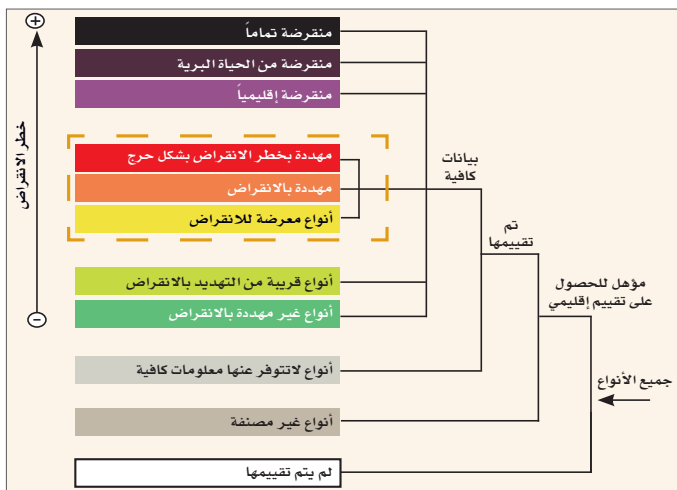 منقرضة تماماً
منقرضة من الحياة البرية
منقرضة إقليمياً
مهددة بخطر الانقراض بشكل حرج
مهددة بالانقراض
أنواع معرضة للانقراض
أنواع قريبة من التهديد بالانقراض
أنواع غير مهددة بالانقراض
أنواع لاتتوفر عنها معلومات كافية
أنواع غير مصنفة
لم يتم تقييمها
خطر الانقراض
+
−
بيانات
كافية
تم
تقييمها
مؤهل للحصول
على تقييم إقليمي
جميع الأنواع